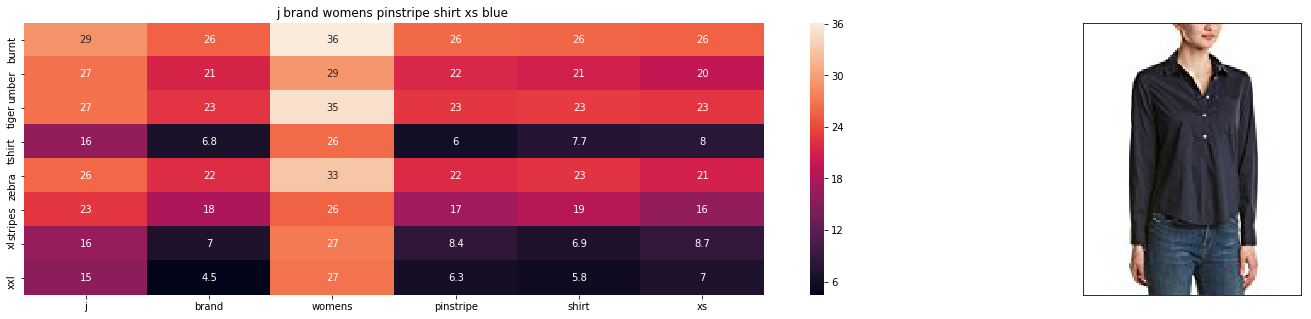 j brand womens pinstripe shirt xs blue
burnt 29 26 36 26 26 26
umber 27 21 29 22 21 20
tiger 27 23 35 23 23 23
tshirt 16 6.8 26 6 7.7 8
zebra 26 22 33 22 23 21
stripes 23 18 26 17 19 16
xl 16 7 27 8.4 6.9 8.7
xxl 15 4.5 27 6.3 5.8 7
j brand womens pinstripe shirt xs
36
30
24
18
12
6